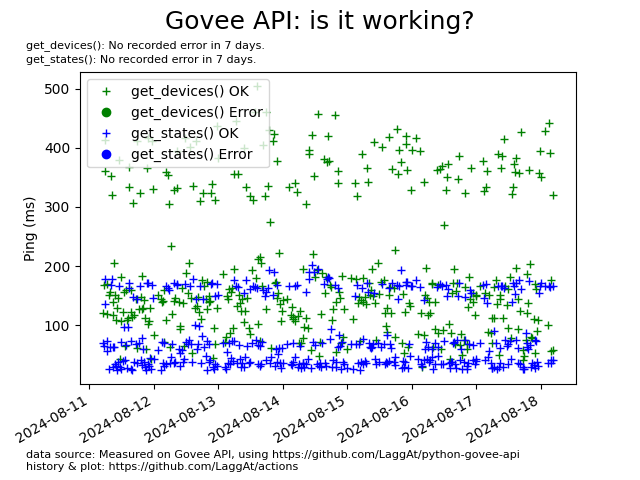 Govee API: is it working?
get_devices(): No recorded error in 7 days.
get_states(): No recorded error in 7 days.
get_devices() OK
get_devices() Error
get_states() OK
get_states() Error
Ping (ms)
500
400
300
200
100
2024-08-11
2024-08-12
2024-08-13
2024-08-14
2024-08-15
2024-08-16
2024-08-17
2024-08-18
data source: Measured on Govee API, using https://github.com/LaggAt/python-govee-api
history & plot: https://github.com/LaggAt/actions